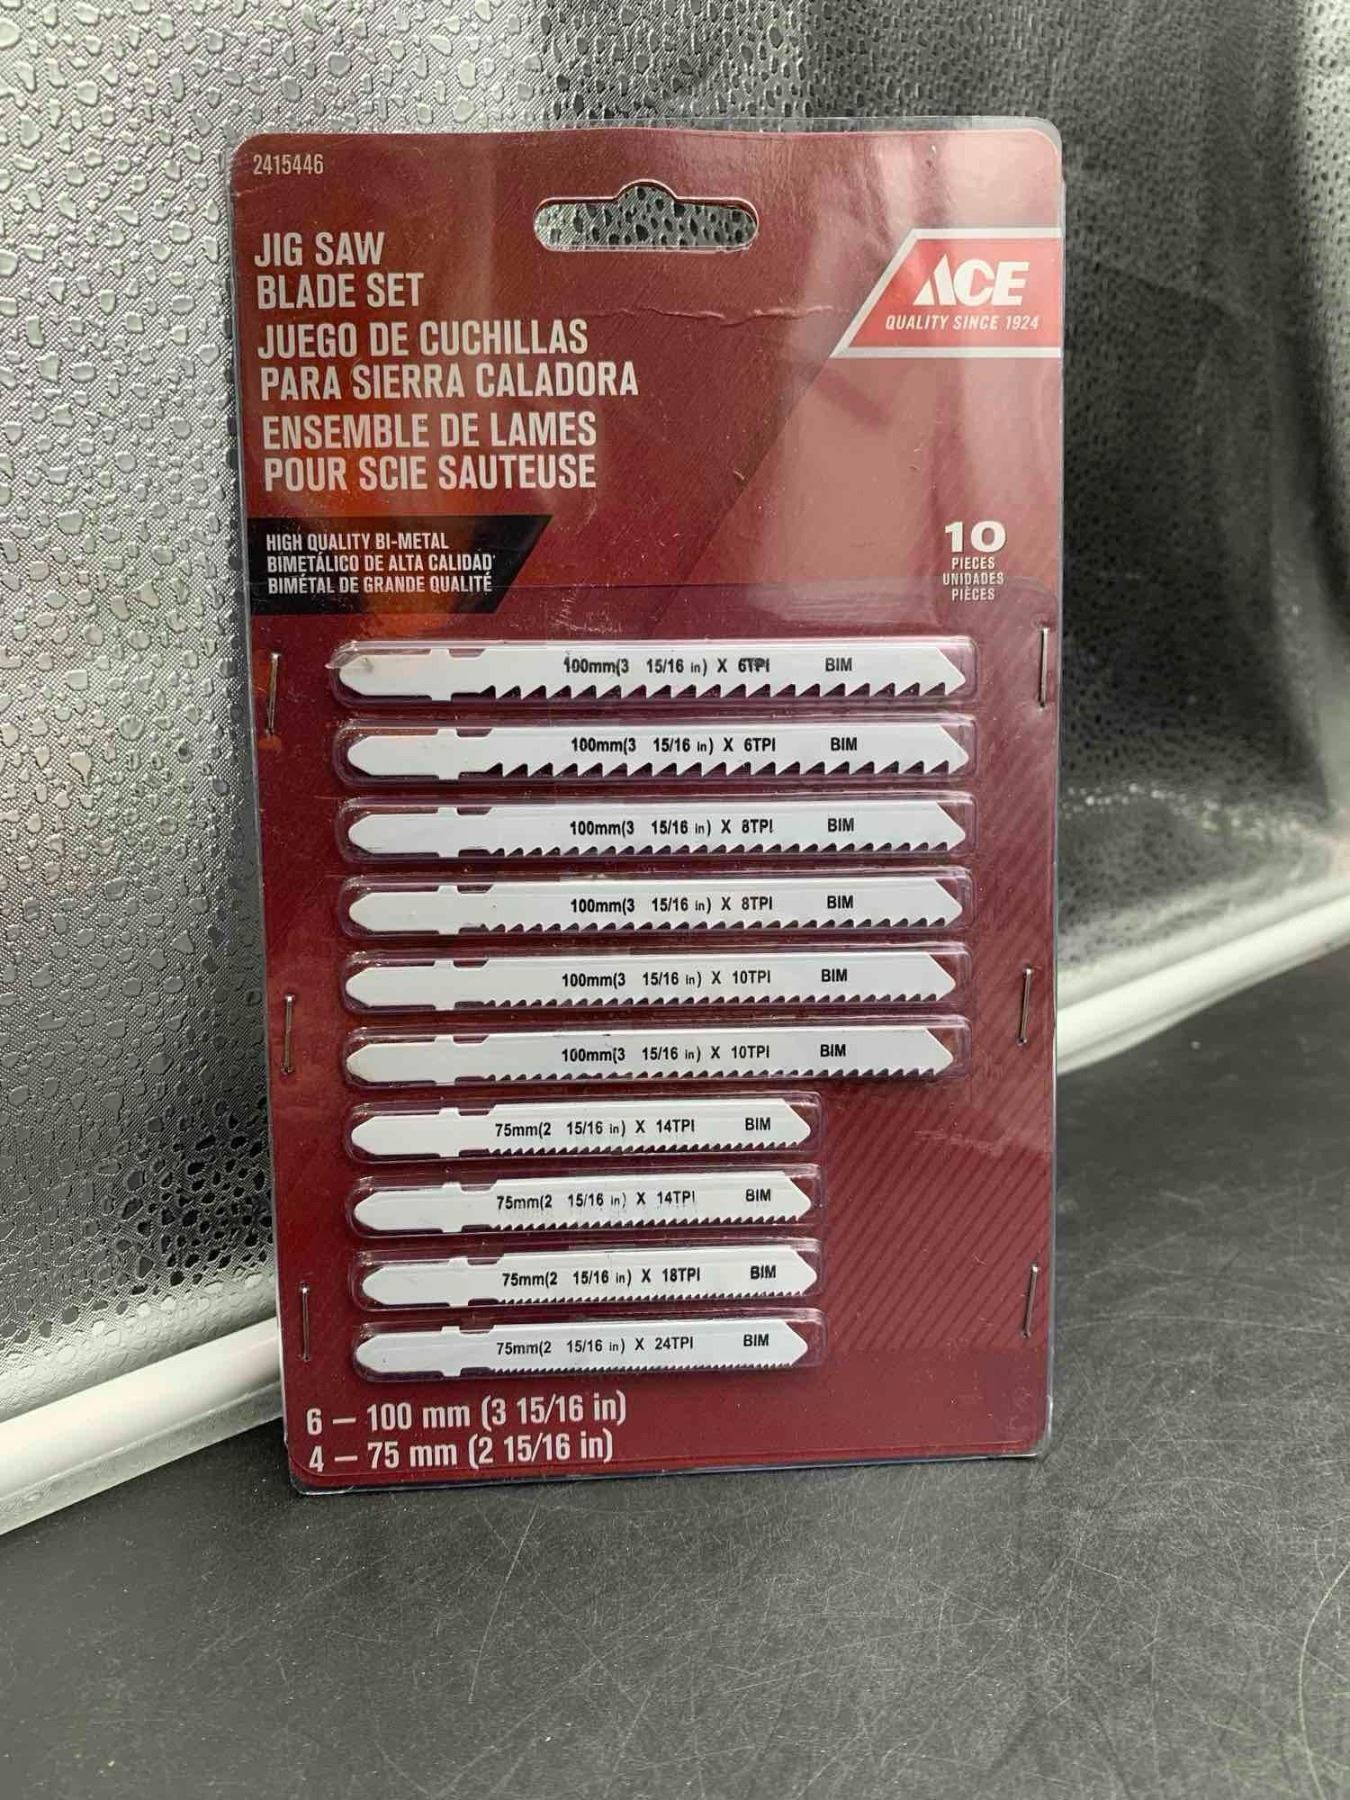 2415446
JIG SAW
BLADE SET
JUEGO DE CUCHILLAS
PARA SIERRA CALADORA
ENSEMBLE DE LAMES
POUR SCIE SAUTEUSE
ACE
QUALITY SINCE 1924
HIGH QUALITY BI-METAL
BIMETÁLICO DE ALTA CALIDAD
BIMÉTAL DE GRANDE QUALITÉ
10
PIECES
UNIDADES
PIÈCES
100mm(3 15/16 in) X 6TPI BIM
100mm(3 15/16 in) X 6TPI BIM
100mm(3 15/16 in) X 8TPI BIM
100mm(3 15/16 in) X 8TPI BIM
100mm(3 15/16 in) X 10TPI BIM
100mm(3 15/16 in) X 10TPI BIM
75mm(2 15/16 in) X 14TPI BIM
75mm(2 15/16 in) X 14TPI BIM
75mm(2 15/16 in) X 18TPI BIM
75mm(2 15/16 in) X 24TPI BIM
6 – 100 mm (3 15/16 in)
4 – 75 mm (2 15/16 in)